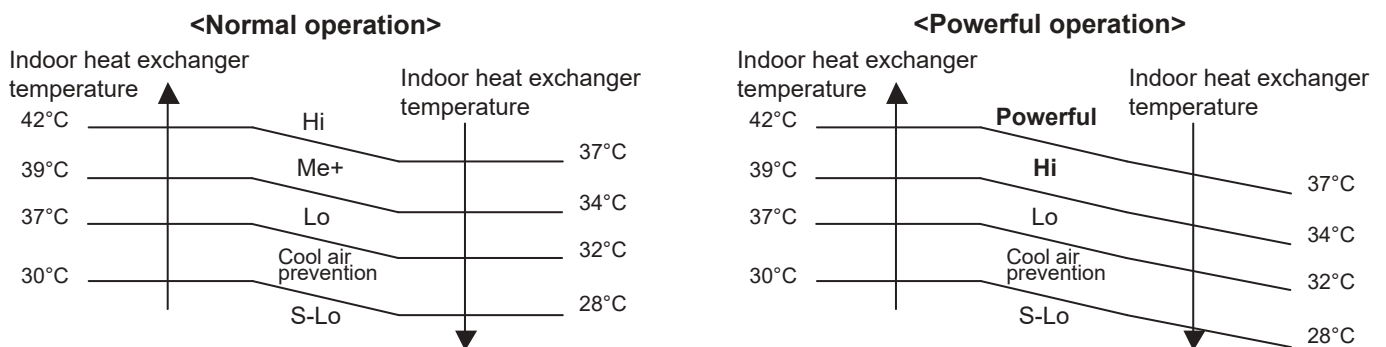 <Normal operation>
Indoor heat exchanger
temperature
Indoor heat exchanger
temperature
42°C
Hi
37°C
39°C
Me+
34°C
37°C
Lo
32°C
Cool air
prevention
30°C
28°C
S-Lo
<Powerful operation>
Indoor heat exchanger
temperature
Indoor heat exchanger
temperature
42°C
Powerful
37°C
39°C
Hi
34°C
37°C
Lo
32°C
Cool air
prevention
30°C
S-Lo
28°C